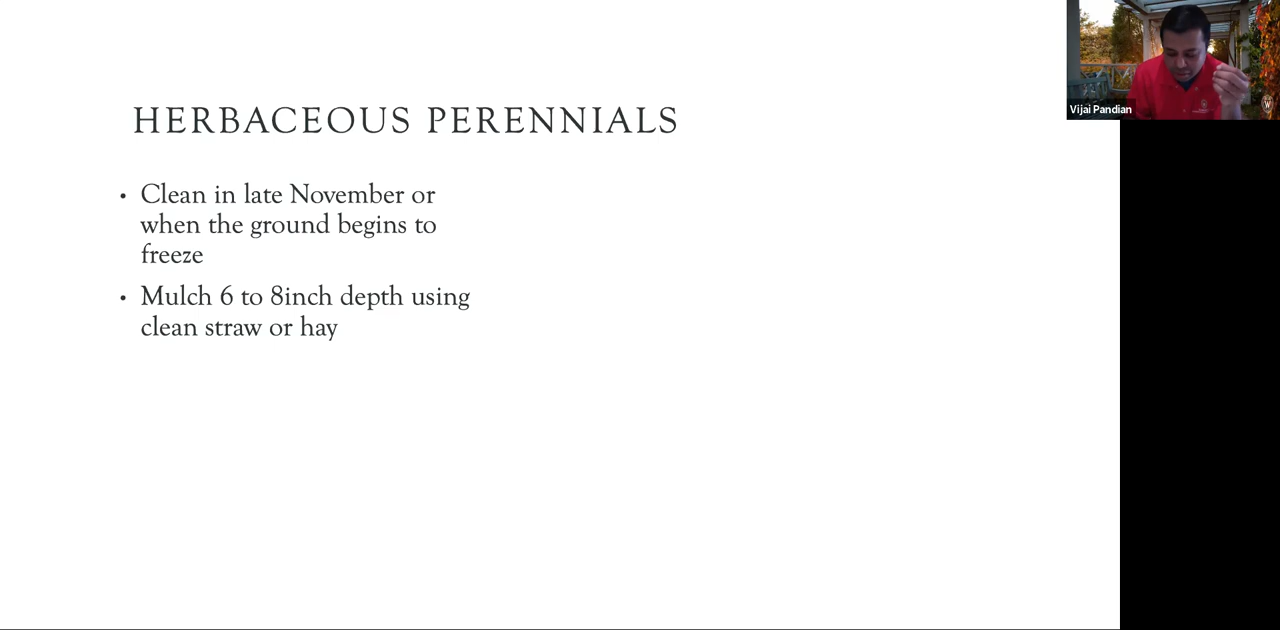 HERBACEOUS PERENNIALS
• Clean in late November or
when the ground begins to
freeze
• Mulch 6 to 8inch depth using
clean straw or hay
Vijai Pandian
W